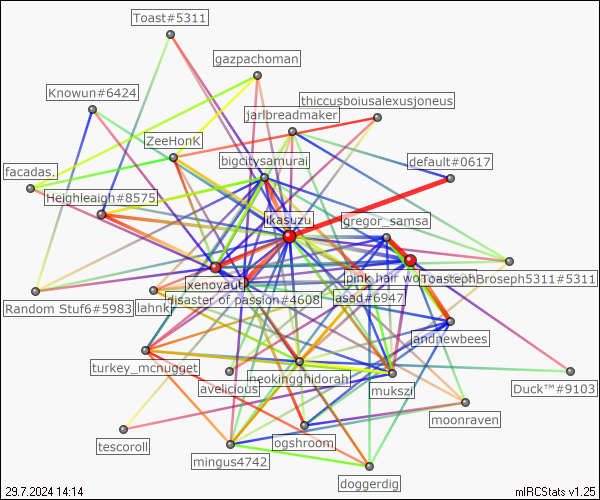 Toast#5311
gazpachoman
Knowun#6424
thiccusboiusalexusjoneus
jarlbreadmaker
ZeeHonK
bigcitysamurai
default#0617
facadas.
Heighleaigh#8575
ikasuzu
gregor_samsa
xenoyaut
pink hair
ToastephBroseph5311#5311
Random Stuf6#5983
lahnk
disaster of passion#4608
asad#6947
jandnewbees
turkey_mcnugget
neokingghidorah
avelicious
mukszi
Duck™#9103
moonraven
tescoroll
ogshroom
mingus4742
doggerdig
29.7.2024 14:14
mIRCStats v1.25